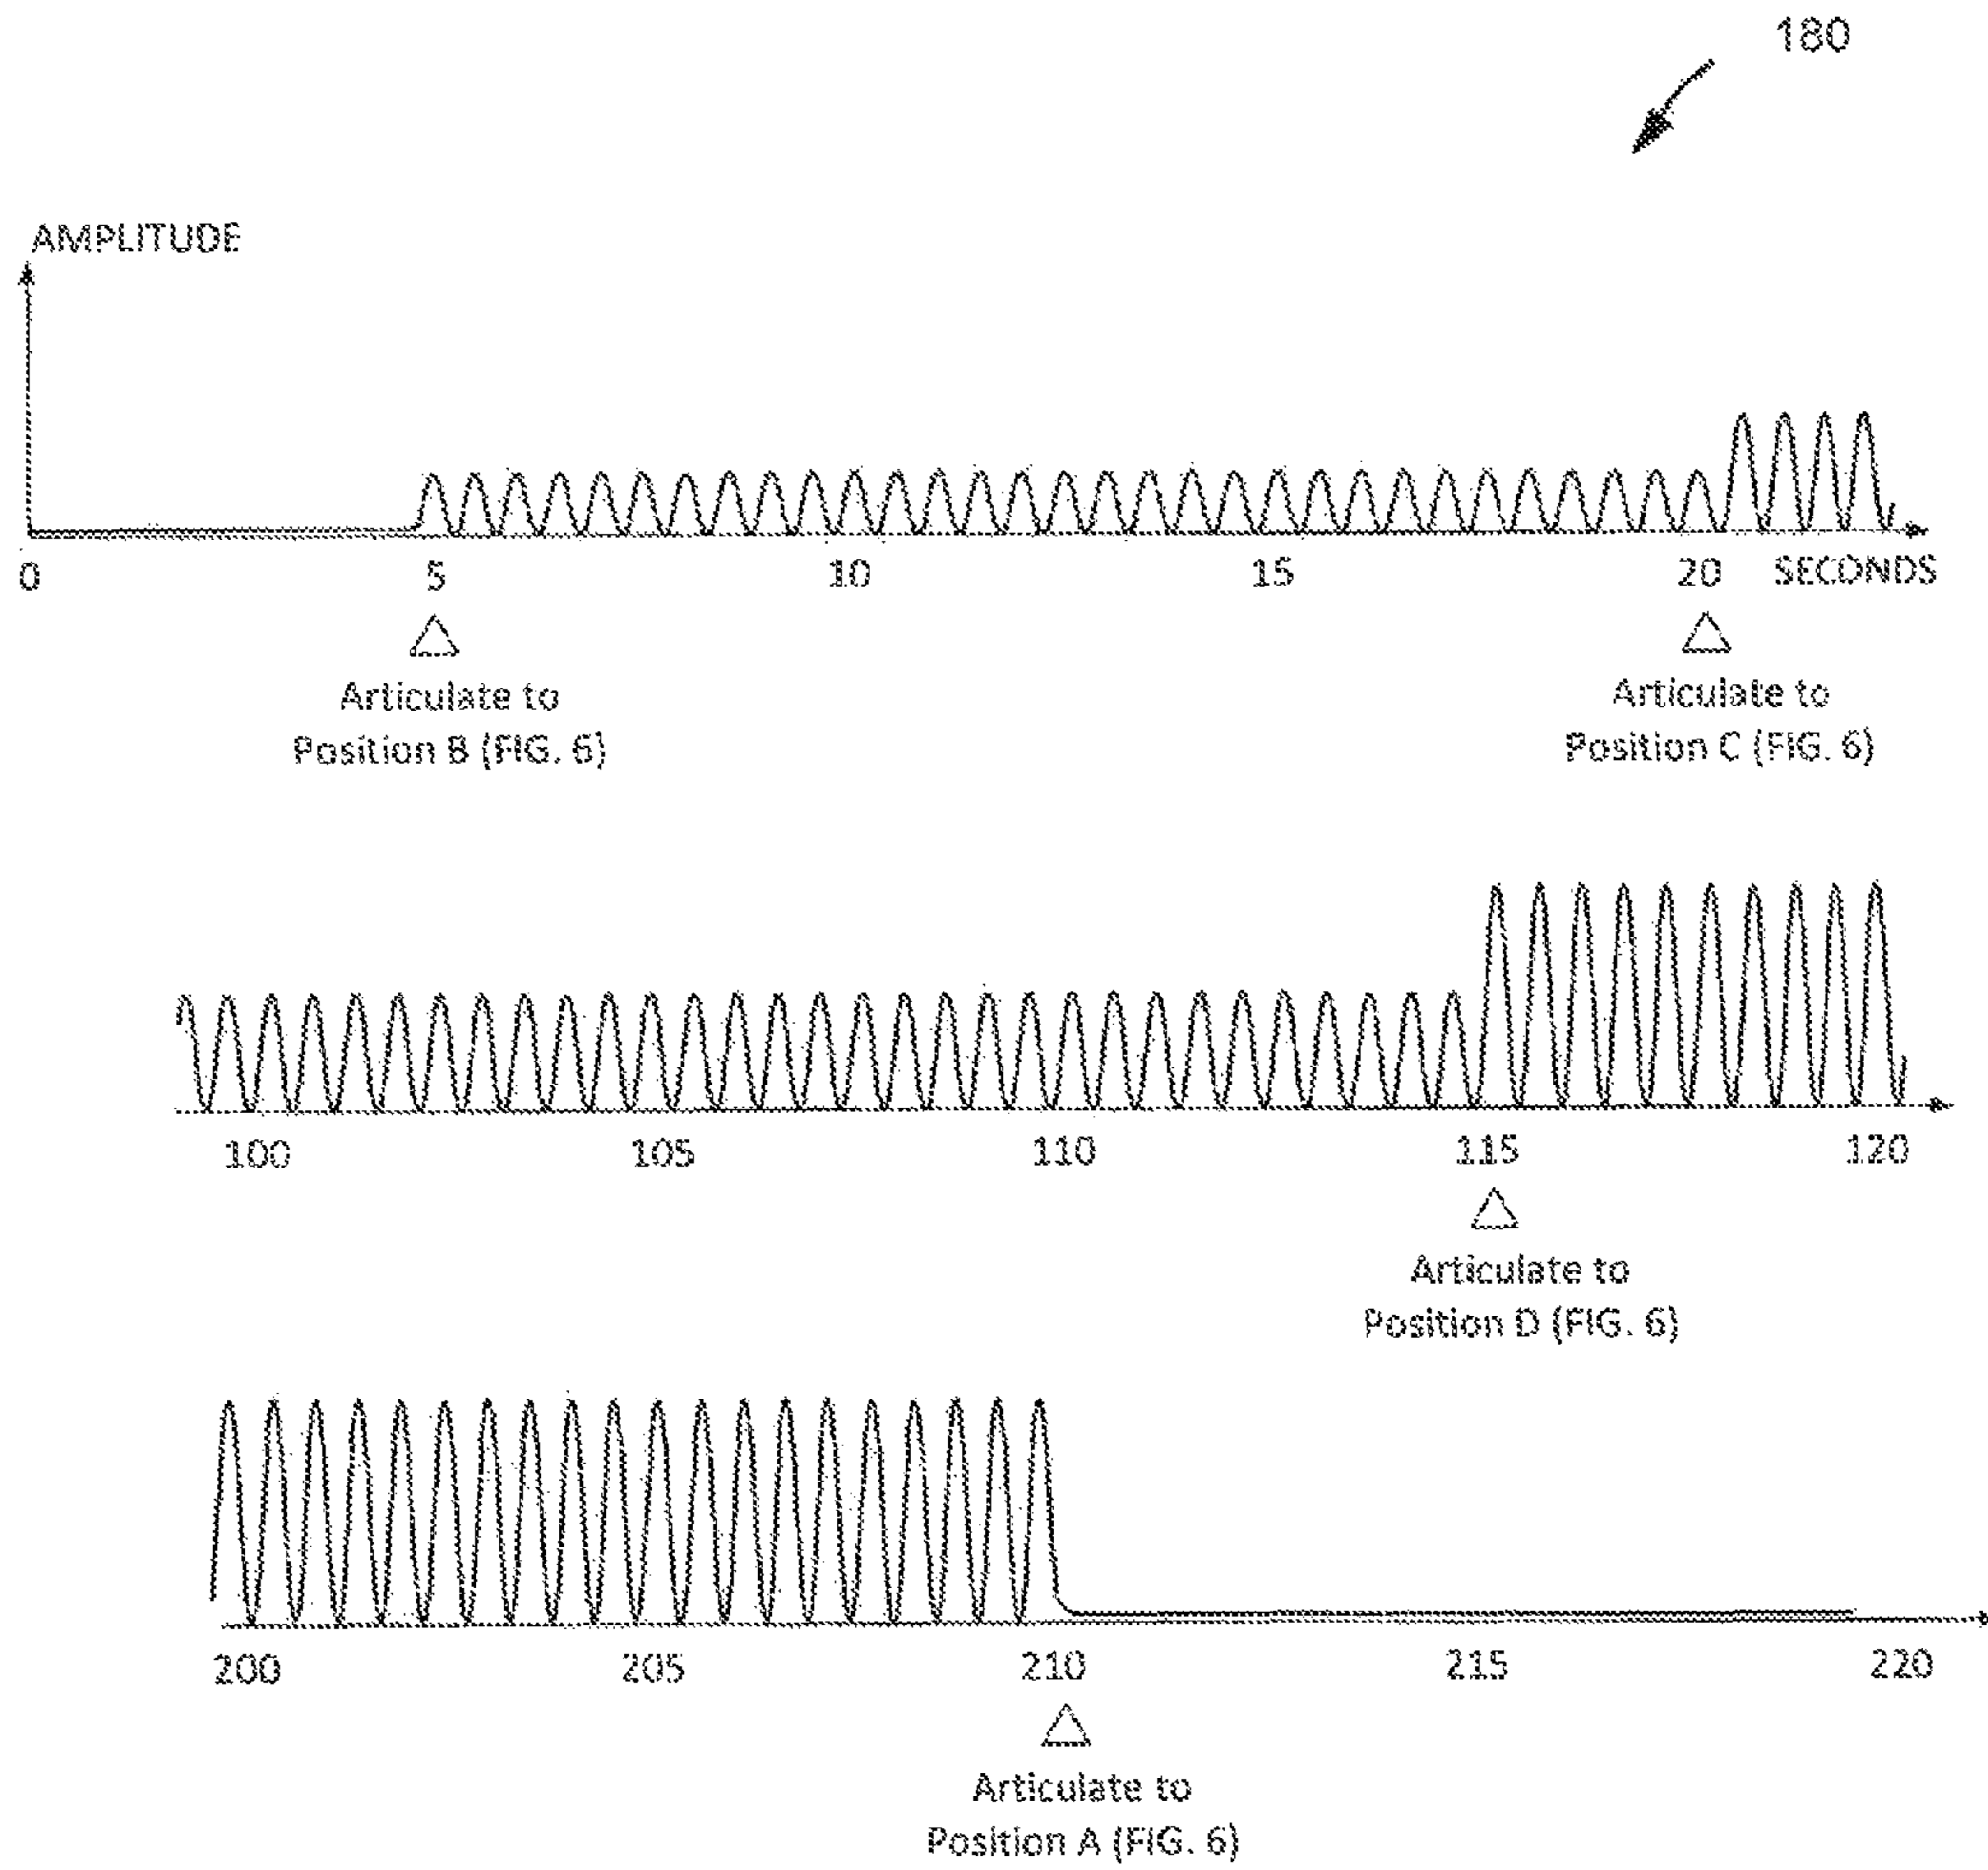 180
AMPLITUDE
0 5 10 15 20 SECONDS
Articulate to
Position B (FIG. 6)
Articulate to
Position C (FIG. 6)
100 105 110 115 120
Articulate to
Position D (FIG. 6)
200 205 210 215 220
Articulate to
Position A (FIG. 6)